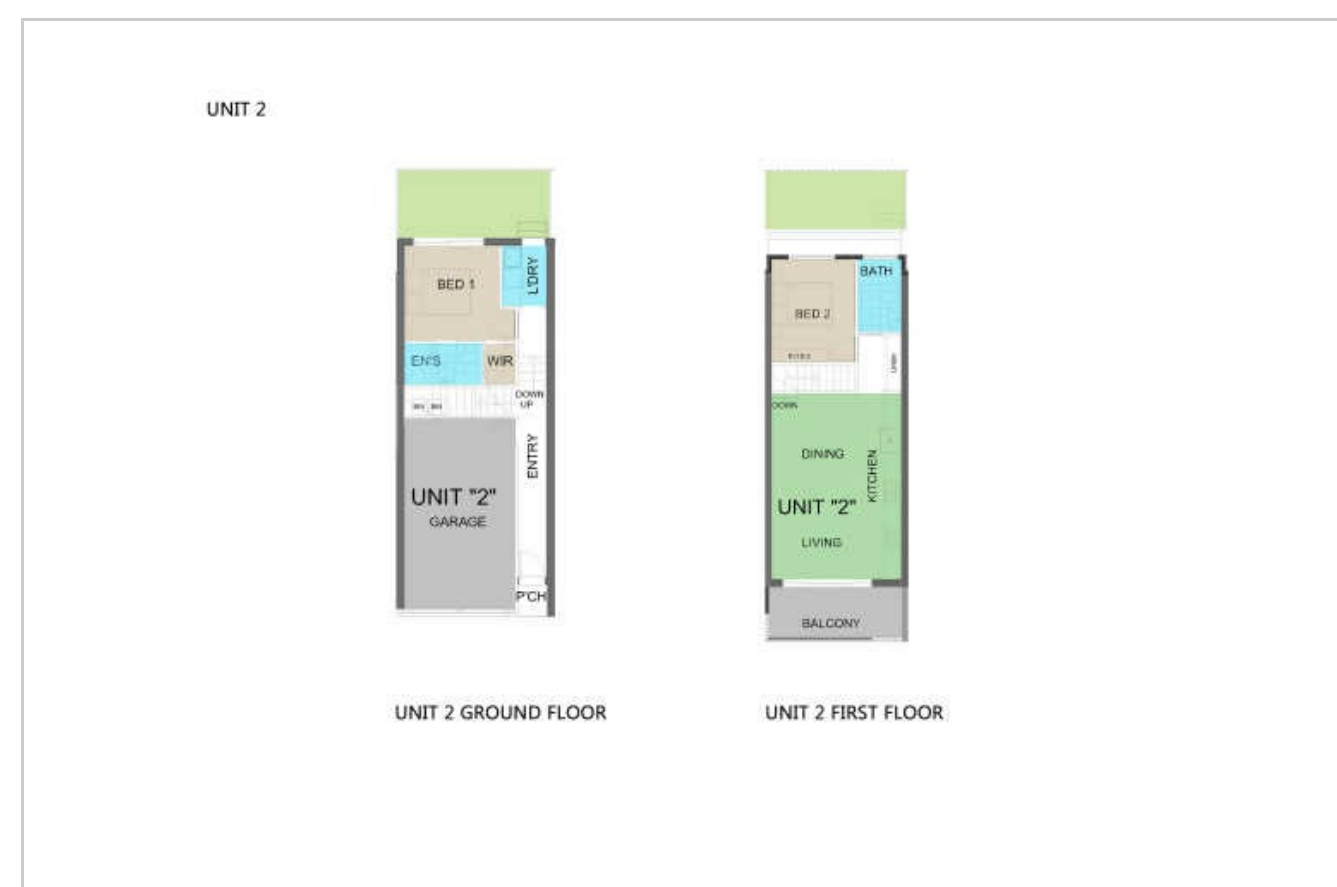 UNIT 2
BED 1
L'DRY
EN'S
WIR
DOWN
UP
ENTRY
UNIT "2"
GARAGE
P'CH
UNIT 2 GROUND FLOOR
BATH
BED 2
DOWN
DINING
KITCHEN
UNIT "2"
LIVING
BALCONY
UNIT 2 FIRST FLOOR